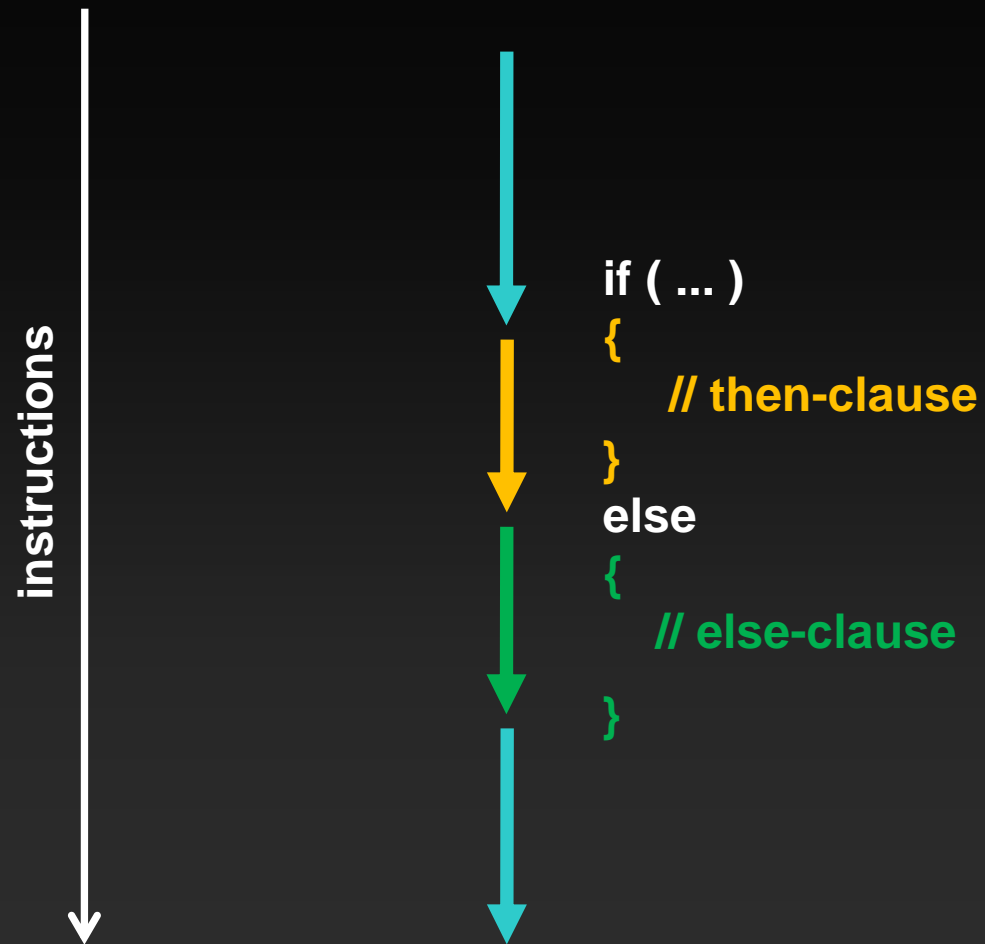 instructions
if ( ... )
{
// then-clause
}
else
{
// else-clause
}